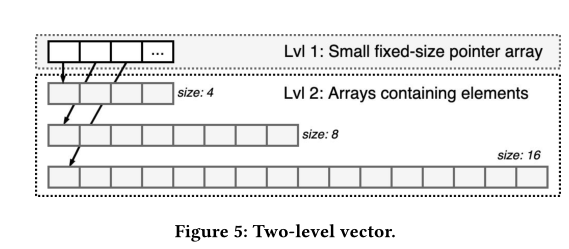 ...
Lvl 1: Small fixed-size pointer array
Lvl 2: Arrays containing elements
size: 4
size: 8
size: 16
Figure 5: Two-level vector.